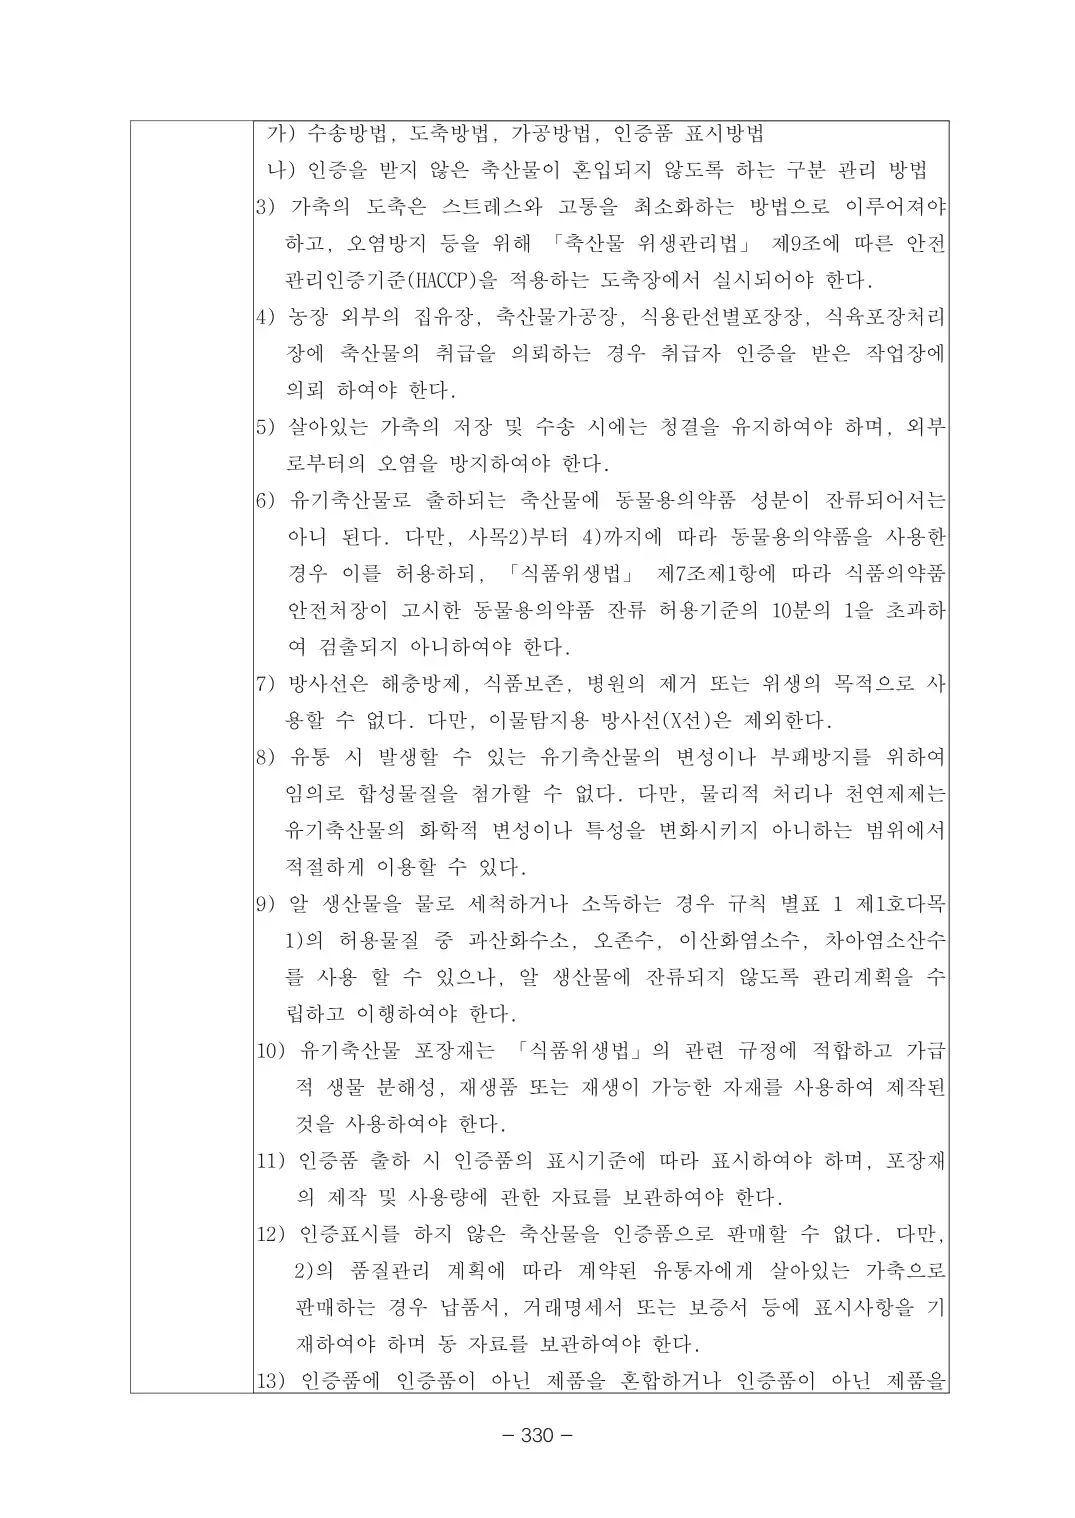 가) 수송방법, 도축방법, 가공방법, 인증품 표시방법
나) 인증을 받지 않은 축산물이 혼입되지 않도록 하는 구분 관리 방법
3) 가축의 도축은 스트레스와 고통을 최소화하는 방법으로 이루어져야
하고, 오염방지 등을 위해 「축산물 위생관리법」 제9조에 따른 안전
관리인증기준(HACCP)을 적용하는 도축장에서 실시되어야 한다.
4) 농장 외부의 집유장, 축산물가공장, 식용란선별포장장, 식육포장처리
장에 축산물의 취급을 의뢰하는 경우 취급자 인증을 받은 작업장에
의뢰 하여야 한다.
5) 살아있는 가축의 저장 및 수송 시에는 청결을 유지하여야 하며, 외부
로부터의 오염을 방지하여야 한다.
6) 유기축산물로 출하되는 축산물에 동물용의약품 성분이 잔류되어서는
아니 된다. 다만, 사목2)부터 4)까지에 따라 동물용의약품을 사용한
경우 이를 허용하되, 「식품위생법」 제7조제1항에 따라 식품의약품
안전처장이 고시한 동물용의약품 잔류 허용기준의 10분의 1을 초과하
여 검출되지 아니하여야 한다.
7) 방사선은 해충방제, 식품보존, 병원의 제거 또는 위생의 목적으로 사
용할 수 없다. 다만, 이물탐지용 방사선(X선)은 제외한다.
8) 유통 시 발생할 수 있는 유기축산물의 변성이나 부패방지를 위하여
임의로 합성물질을 첨가할 수 없다. 다만, 물리적 처리나 천연제제는
유기축산물의 화학적 변성이나 특성을 변화시키지 아니하는 범위에서
적절하게 이용할 수 있다.
9) 알 생산물을 물로 세척하거나 소독하는 경우 규칙 별표 1 제1호다목
1)의 허용물질 중 과산화수소, 오존수, 이산화염소수, 차아염소산수
를 사용 할 수 있으나, 알 생산물에 잔류되지 않도록 관리계획을 수
립하고 이행하여야 한다.
10) 유기축산물 포장재는 「식품위생법」의 관련 규정에 적합하고 가급
적 생물 분해성, 재생품 또는 재생이 가능한 자재를 사용하여 제작된
것을 사용하여야 한다.
11) 인증품 출하 시 인증품의 표시기준에 따라 표시하여야 하며, 포장재
의 제작 및 사용량에 관한 자료를 보관하여야 한다.
12) 인증표시를 하지 않은 축산물을 인증품으로 판매할 수 없다. 다만,
2)의 품질관리 계획에 따라 계약된 유통자에게 살아있는 가축으로
판매하는 경우 납품서, 거래명세서 또는 보증서 등에 표시사항을 기
재하여야 하며 동 자료를 보관하여야 한다.
13) 인증품에 인증품이 아닌 제품을 혼합하거나 인증품이 아닌 제품을
- 330 -